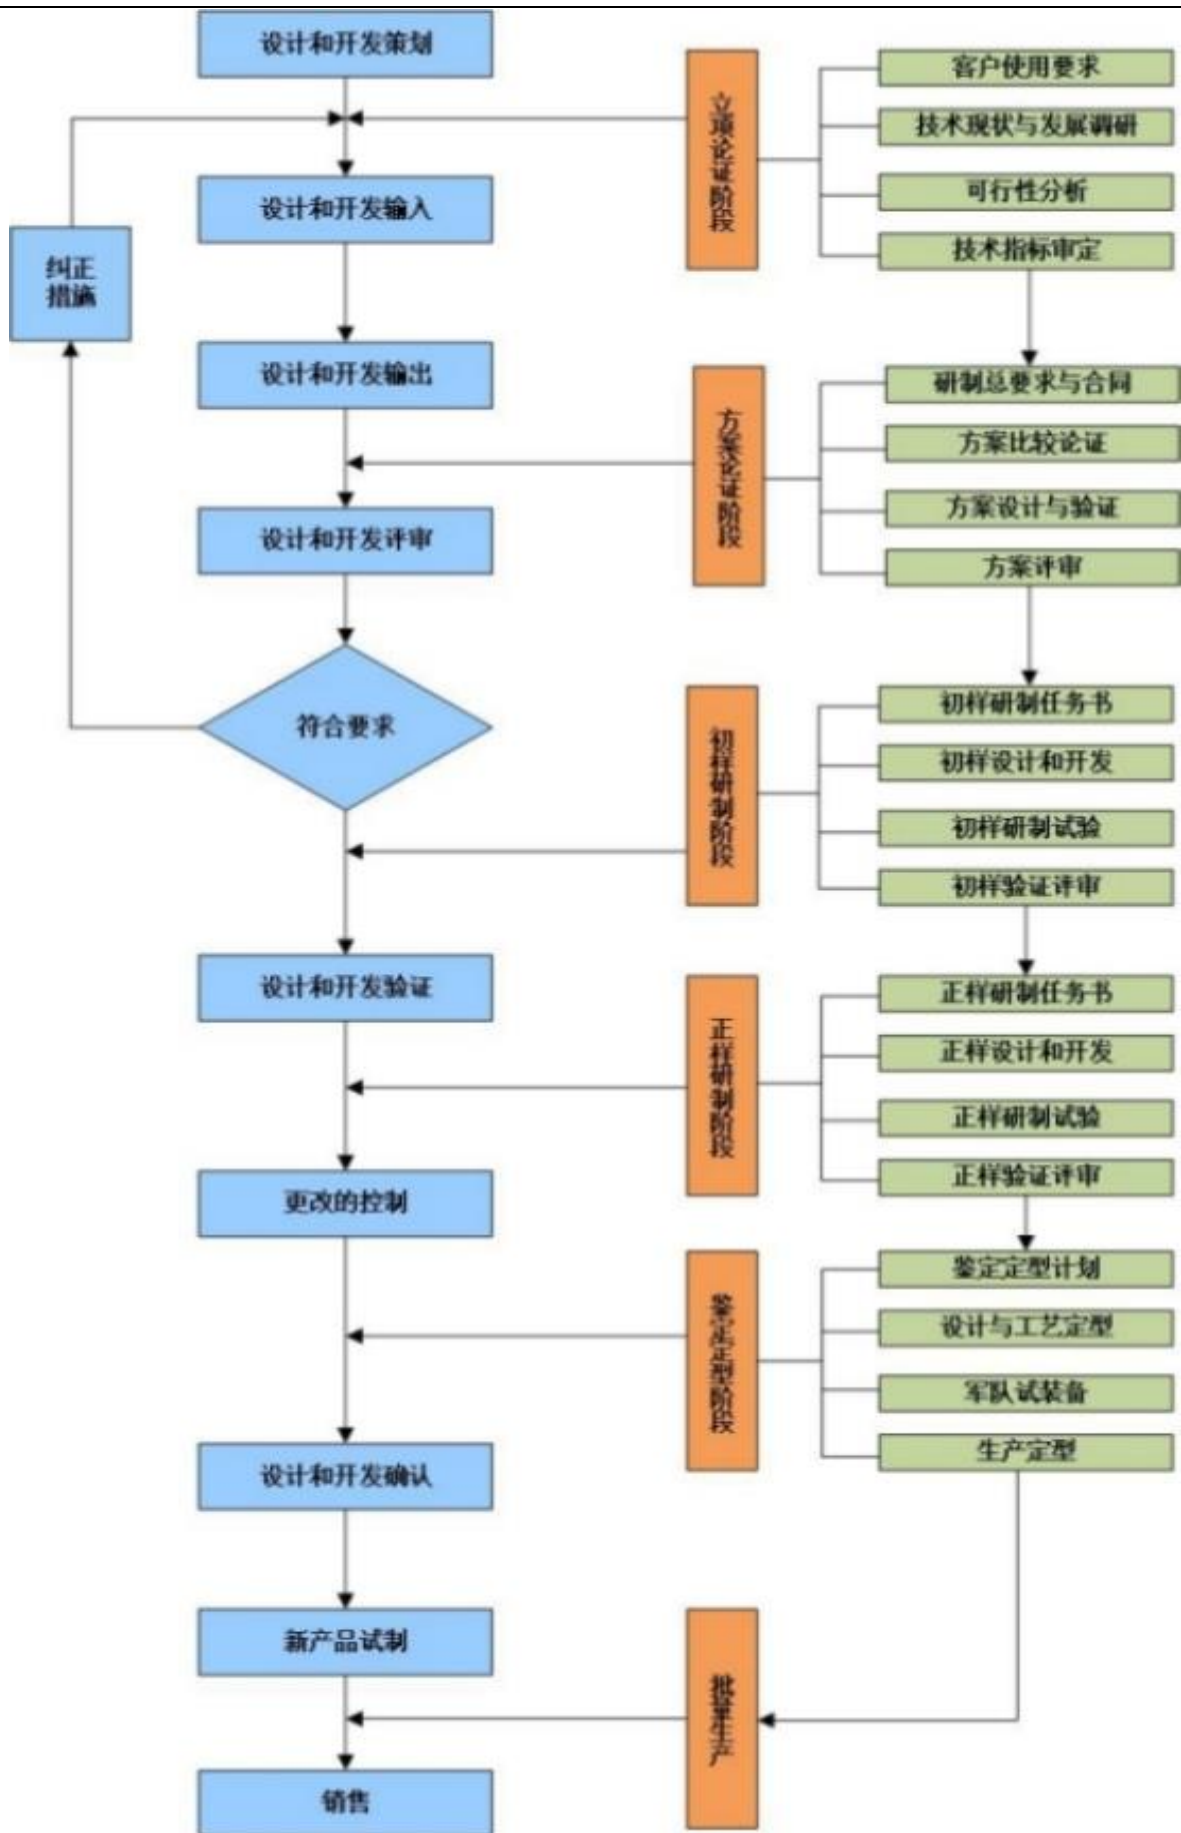 设计和开发策划
设计和开发输入
纠正
措施
设计和开发输出
设计和开发评审
符合要求
设计和开发验证
更改的控制
设计和开发确认
新产品试制
销售
立项论证阶段
客户使用要求
技术现状与发展调研
可行性分析
技术指标审定
方案论证阶段
研制总要求与合同
方案比较论证
方案设计与验证
方案评审
初样研制阶段
初样研制任务书
初样设计和开发
初样研制试验
初样验证评审
正样研制阶段
正样研制任务书
正样设计和开发
正样研制试验
正样验证评审
鉴定定型阶段
鉴定定型计划
设计与工艺定型
军队试装备
生产定型
批量生产